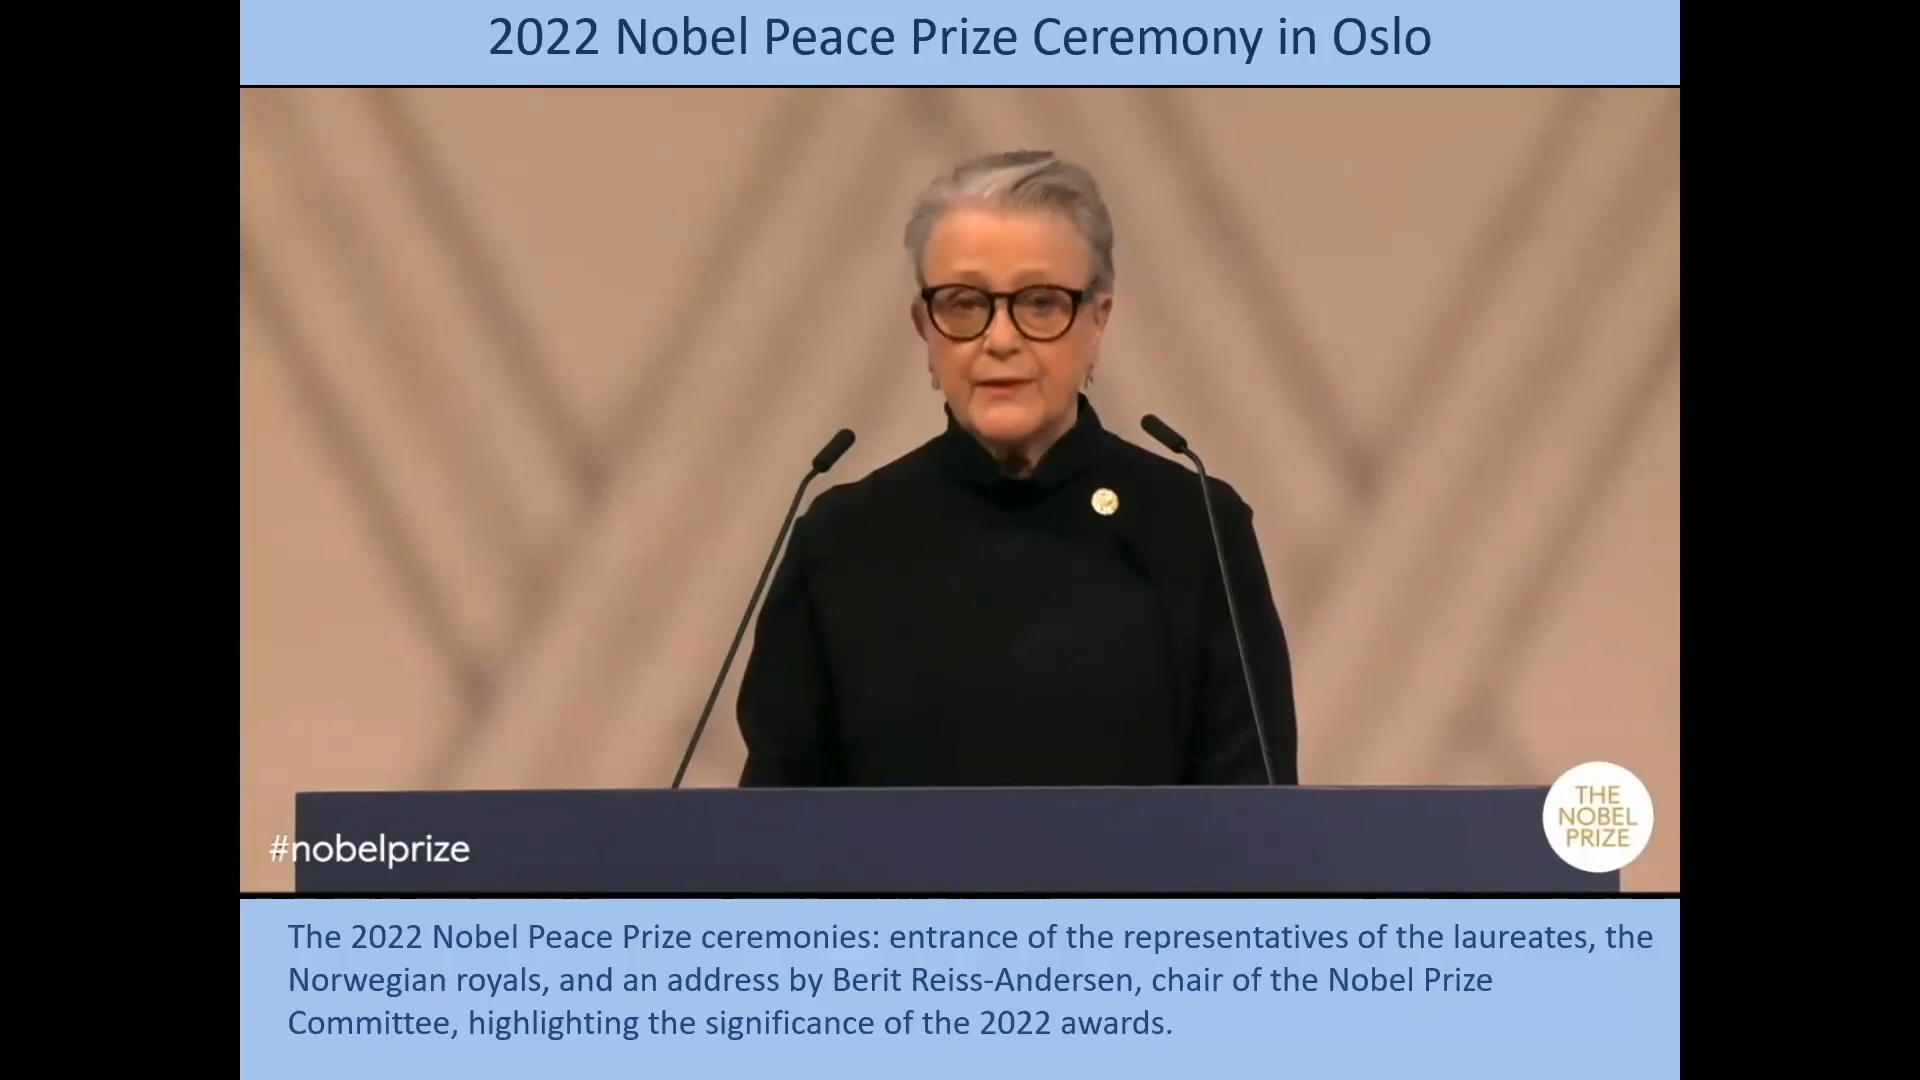 2022 Nobel Peace Prize Ceremony in Oslo
#nobelprize
THE
NOBEL
PRIZE
The 2022 Nobel Peace Prize ceremonies: entrance of the representatives of the laureates, the
Norwegian royals, and an address by Berit Reiss-Andersen, chair of the Nobel Prize
Committee, highlighting the significance of the 2022 awards.